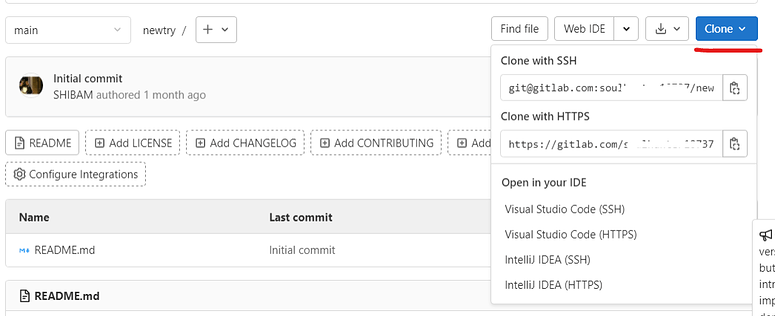 main
newtry /
Find file
Web IDE
Clone
Initial commit
SHIBAM authored 1 month ago
Clone with SSH
git@gitlab.com:soul /new
Clone with HTTPS
https://gitlab.com/s 737
README
Add LICENSE
Add CHANGELOG
Add CONTRIBUTING
Add
Configure Integrations
Open in your IDE
Visual Studio Code (SSH)
Visual Studio Code (HTTPS)
IntelliJ IDEA (SSH)
IntelliJ IDEA (HTTPS)
Name
Last commit
README.md
Initial commit
README.md
vers
but
intr
imp